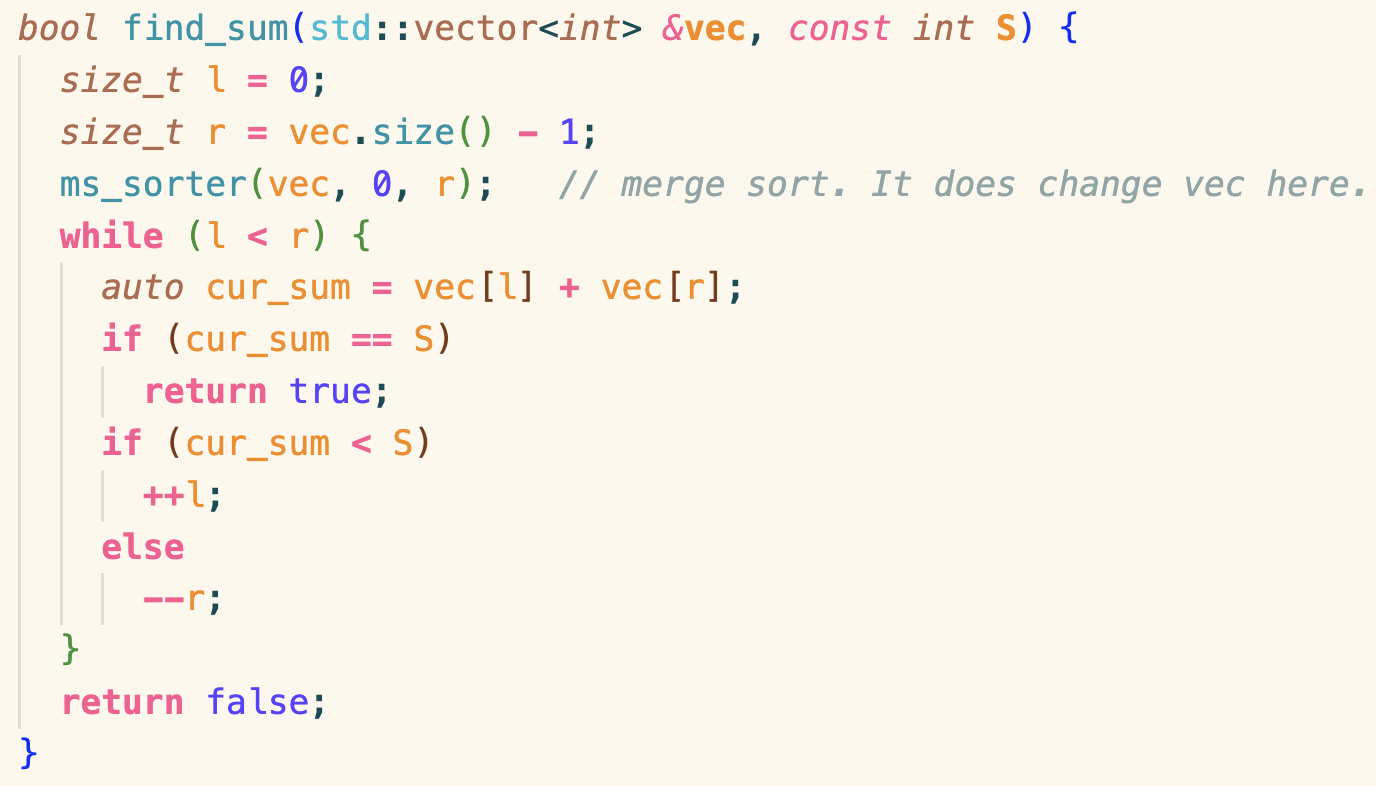 bool find_sum(std::vector<int> &vec, const int S) {
  size_t l = 0;
  size_t r = vec.size() - 1;
  ms_sorter(vec, 0, r);   // merge sort. It does change vec here.
  while (l < r) {
    auto cur_sum = vec[l] + vec[r];
    if (cur_sum == S)
      return true;
    if (cur_sum < S)
      ++l;
    else
      --r;
  }
  return false;
}